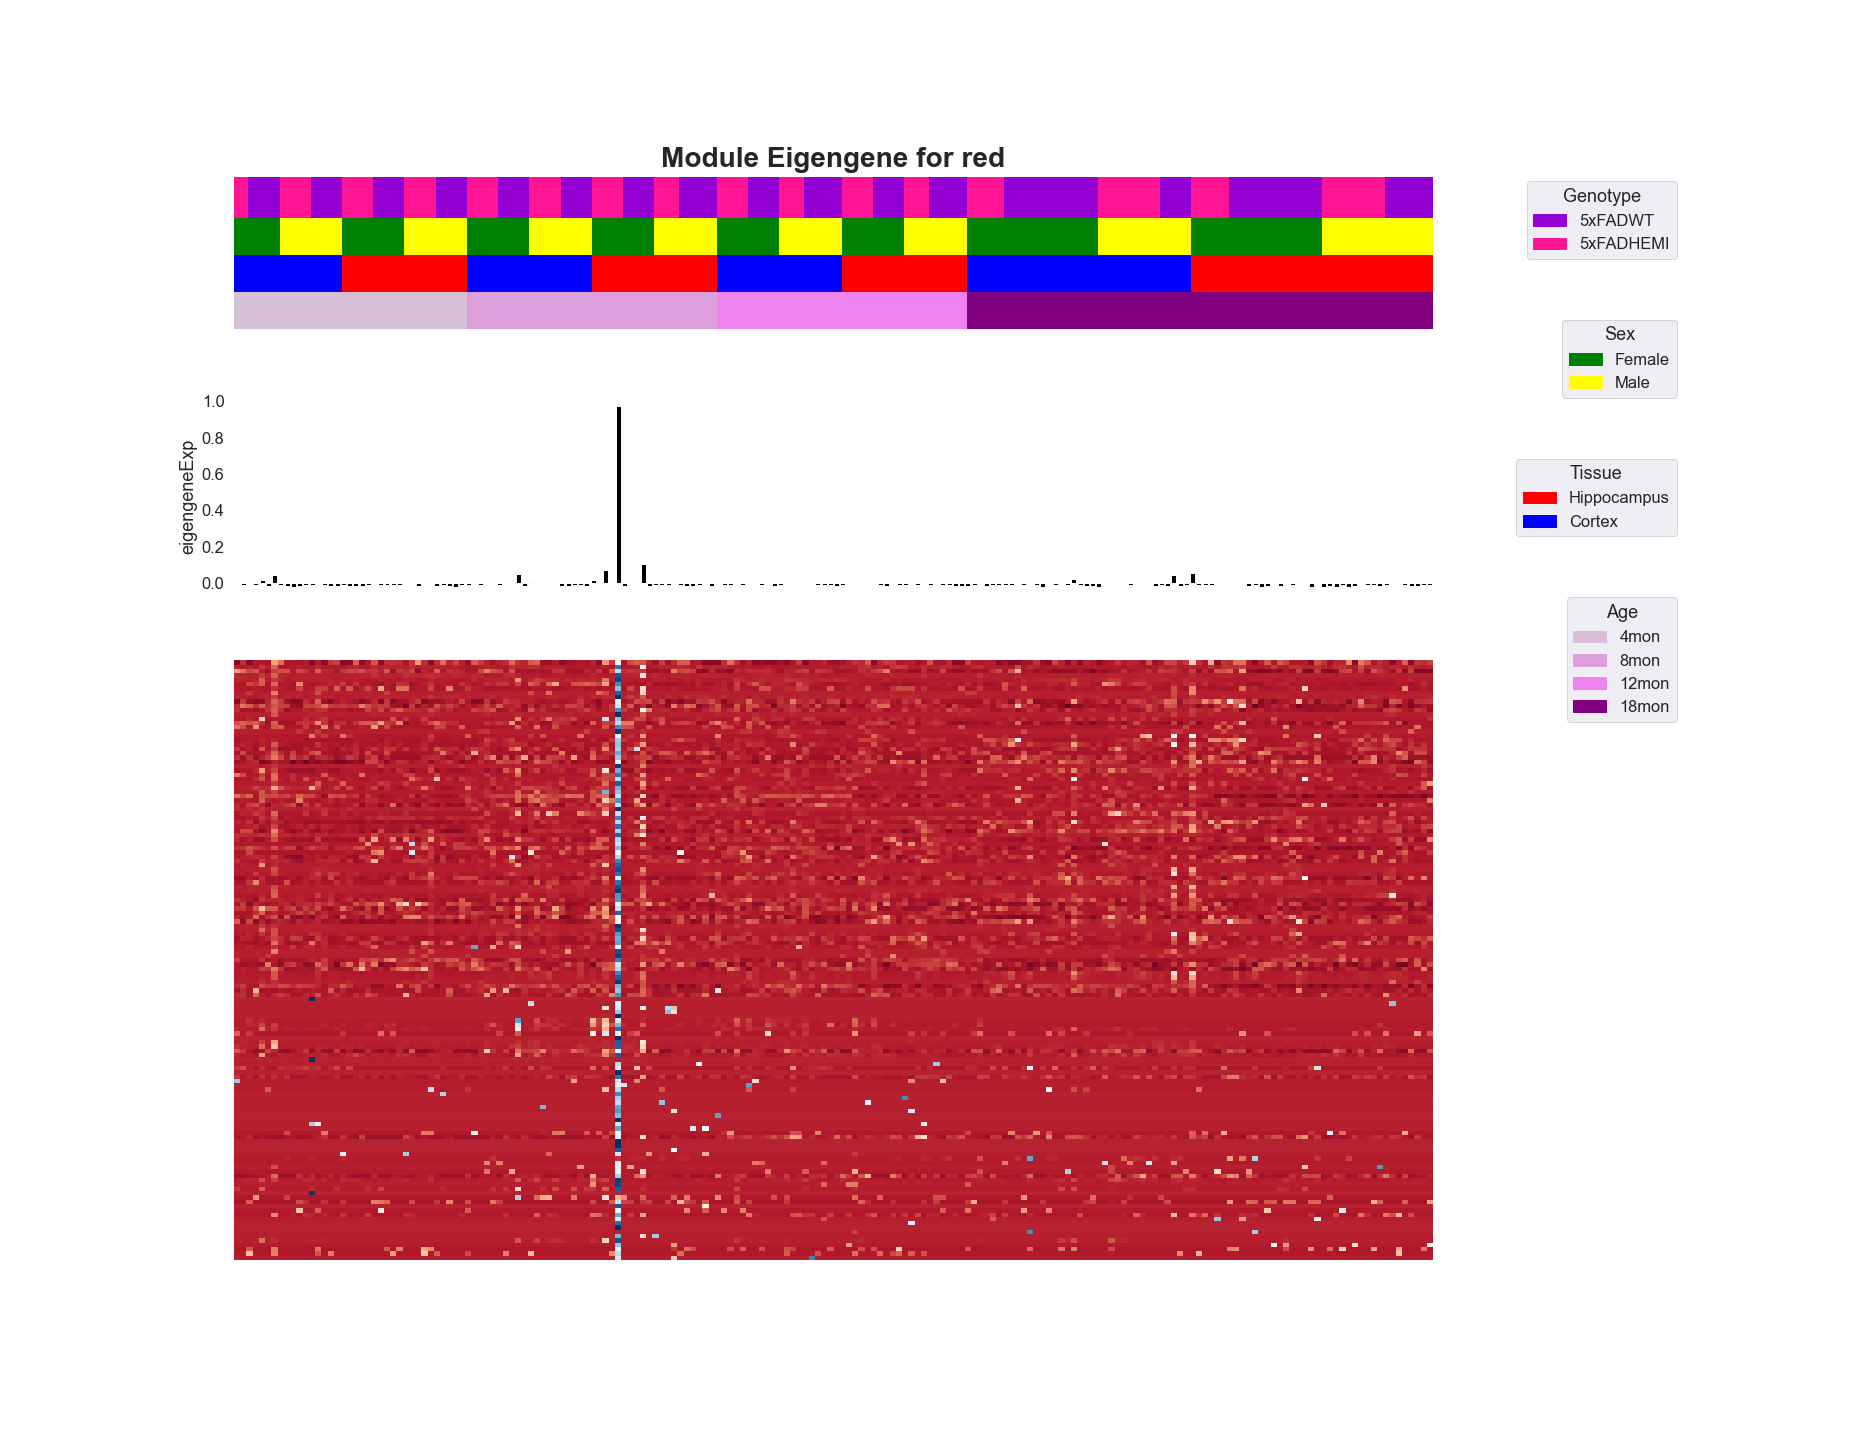 Module Eigengene for red
Genotype
5xFADWT
5xFADHEMI
Sex
Female
Male
1.0
0.8
0.6
0.4
0.2
0.0
eigengeneExp
Tissue
Hippocampus
Cortex
Age
4mon
8mon
12mon
18mon